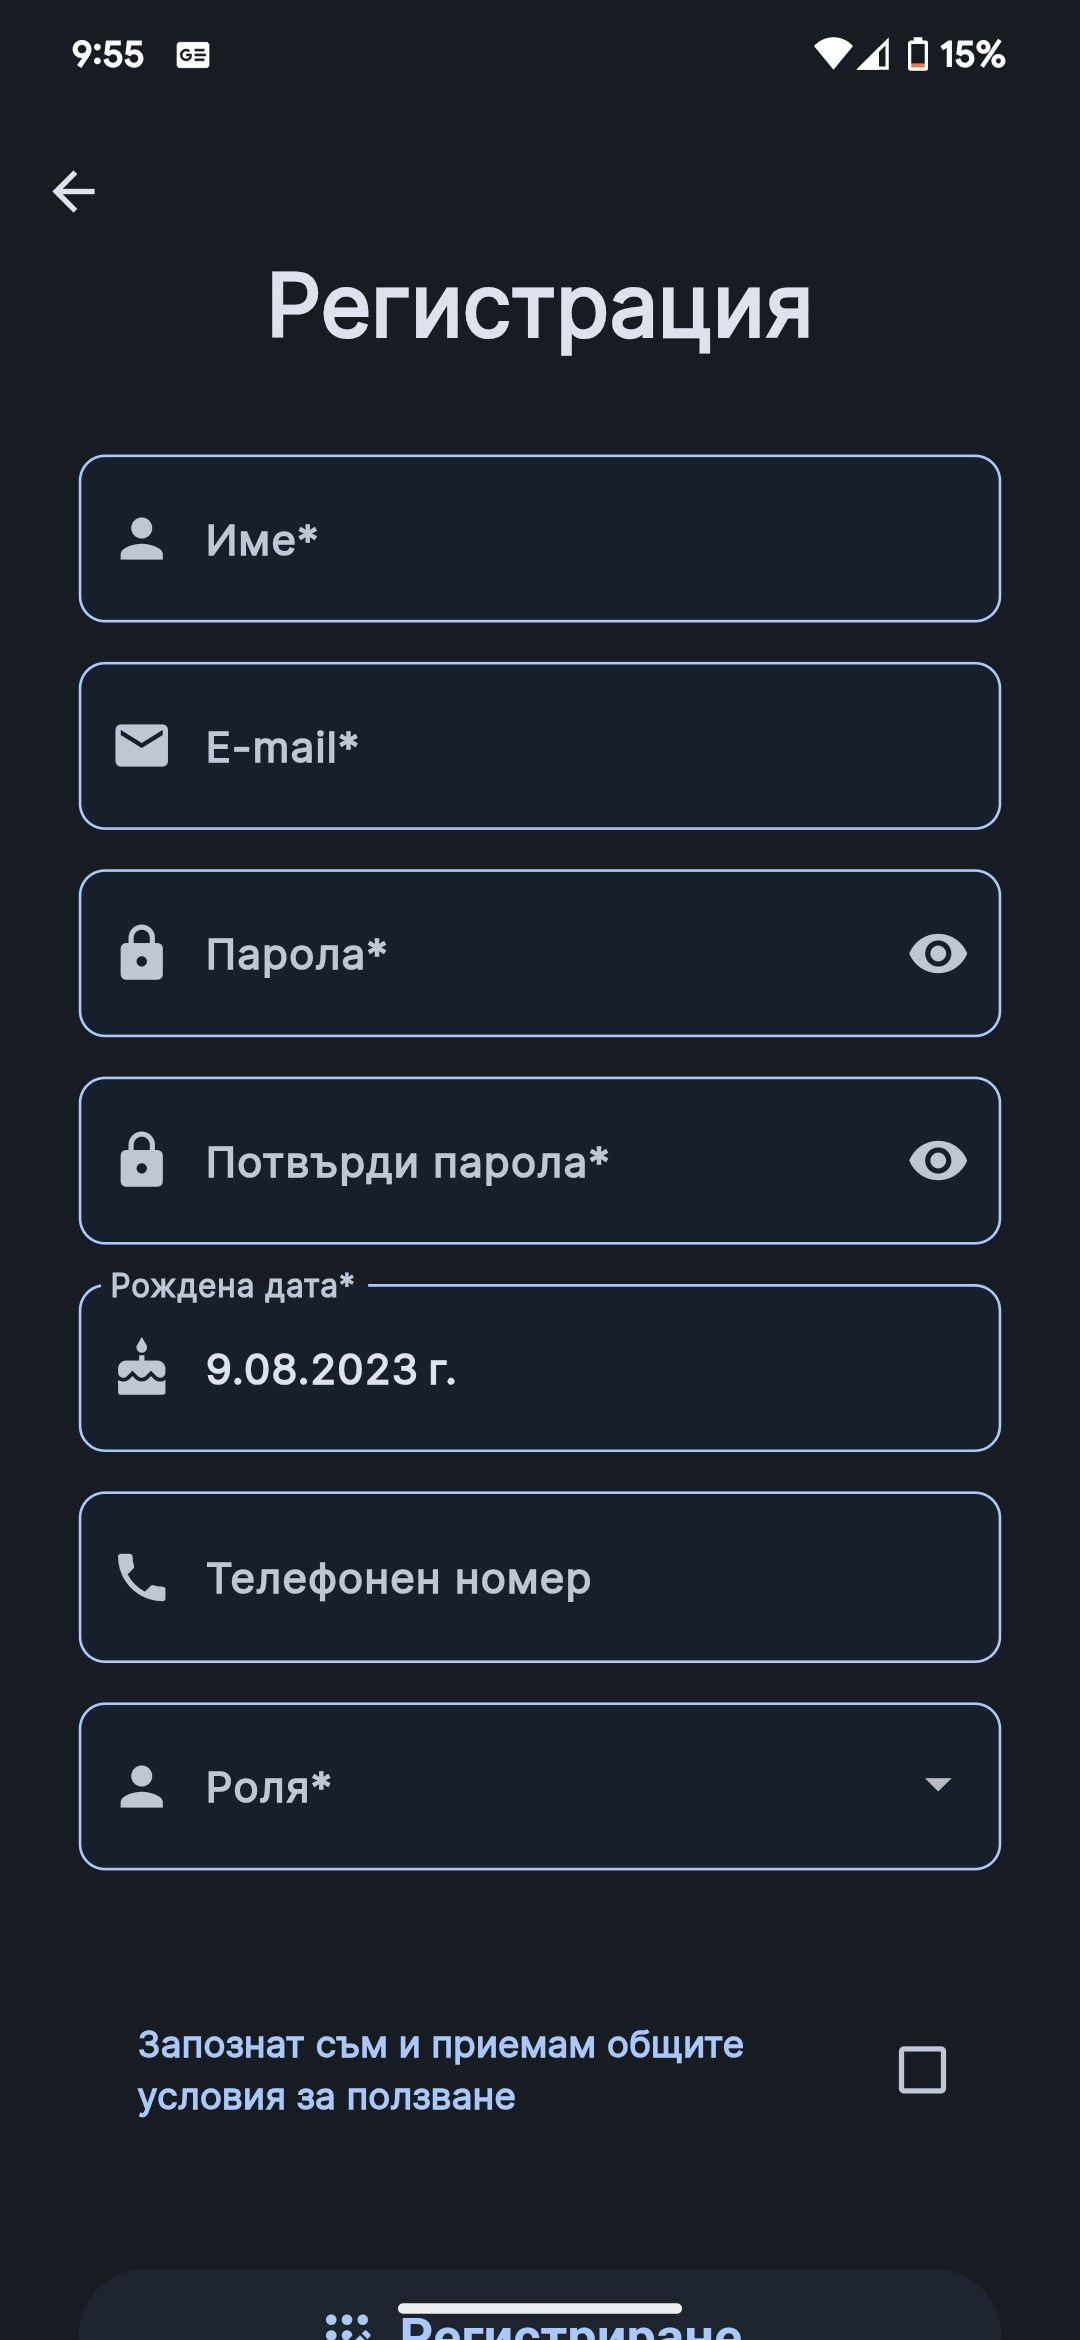 9:55 15%
Регистрация
Име*
E-mail*
Парола*
Потвърди парола*
Рождена дата*
9.08.2023 г.
Телефонен номер
Роля*
Запознат съм и приемам общите
условия за ползване
Регистриране